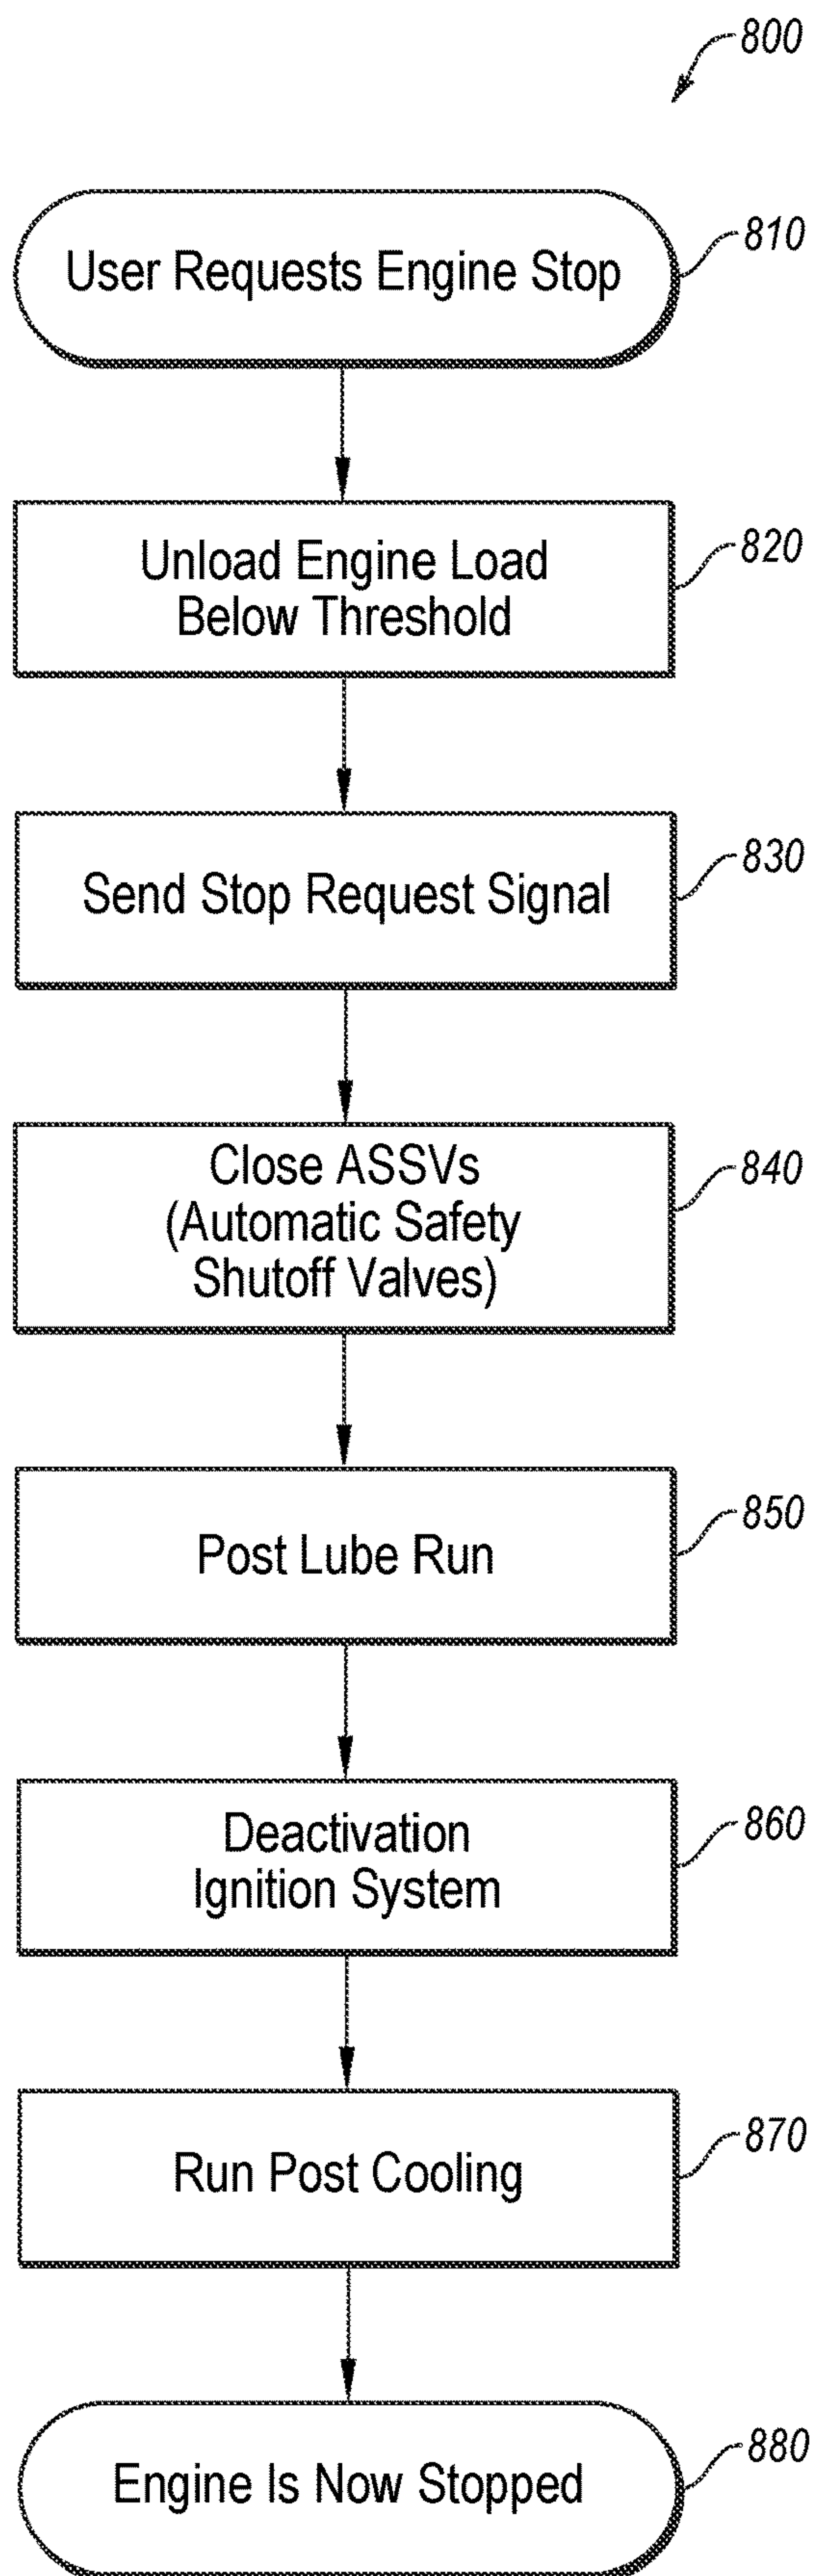 800
User Requests Engine Stop
810
Unload Engine Load
Below Threshold
820
Send Stop Request Signal
830
Close ASSVs
(Automatic Safety
Shutoff Valves)
840
Post Lube Run
850
Deactivation
Ignition System
860
Run Post Cooling
870
Engine Is Now Stopped
880